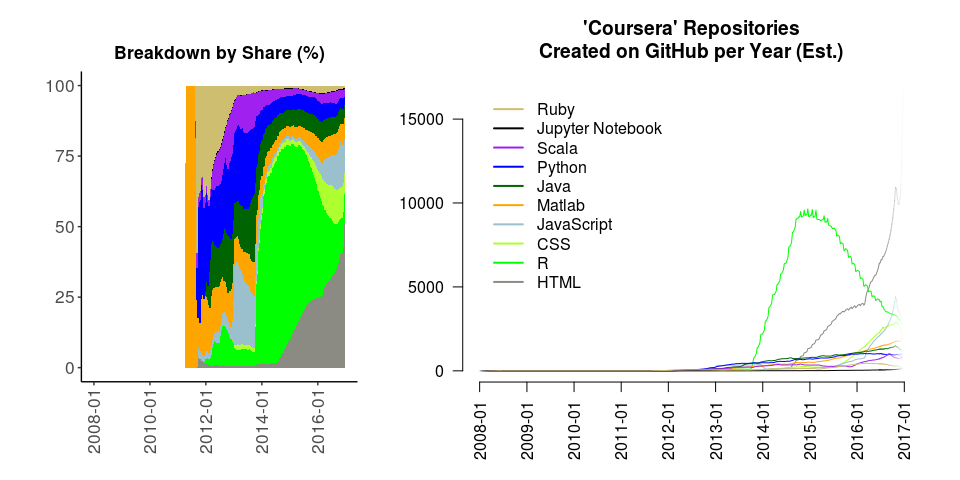 Breakdown by Share (%)
100
75
50
25
0
2008-01
2010-01
2012-01
2014-01
2016-01
'Coursera' Repositories
Created on GitHub per Year (Est.)
15000
10000
5000
0
Ruby
Jupyter Notebook
Scala
Python
Java
Matlab
JavaScript
CSS
R
HTML
2008-01
2009-01
2010-01
2011-01
2012-01
2013-01
2014-01
2015-01
2016-01
2017-01